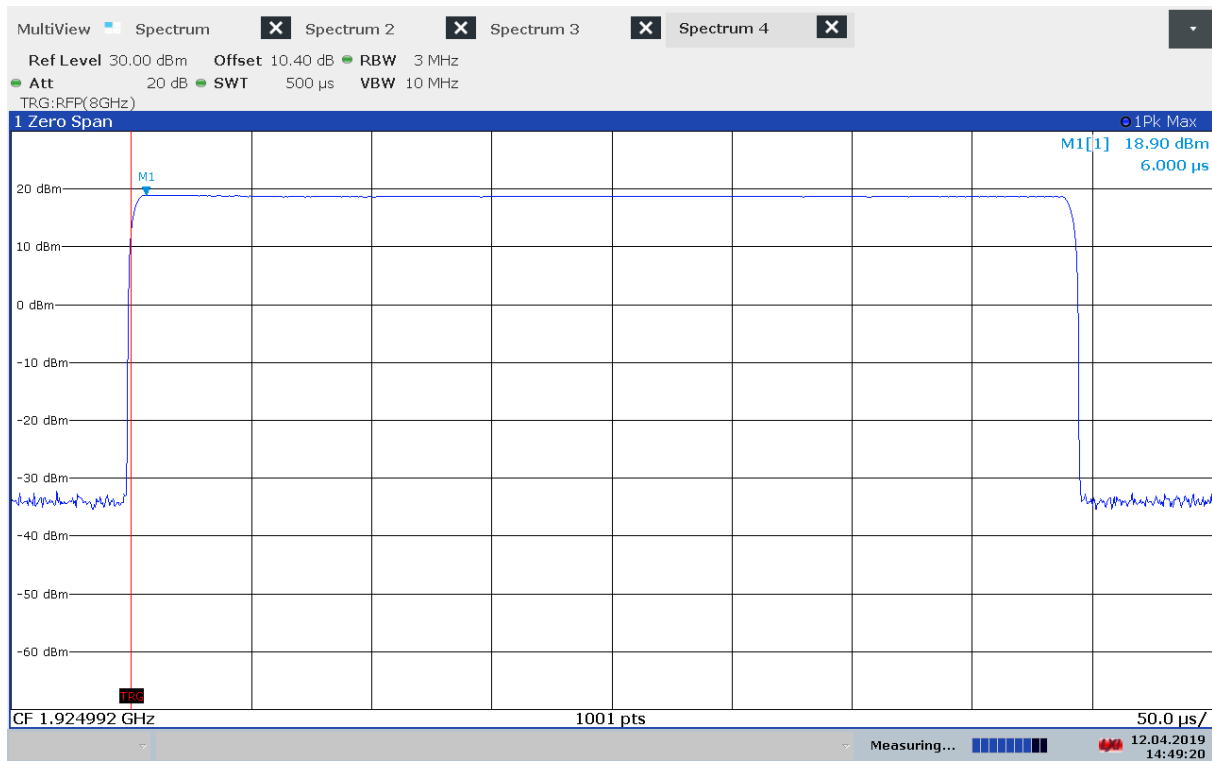 MultiView Spectrum X Spectrum 2 X Spectrum 3 X Spectrum 4 X
Ref Level 30.00 dBm Offset 10.40 dB RBW 3 MHz
Att 20 dB SWT 500 µs VBW 10 MHz
TRG:RFP(8GHz)
1 Zero Span 1Pk Max
M1[1] 18.90 dBm
6.000 µs
M1
20 dBm
10 dBm
0 dBm
-10 dBm
-20 dBm
-30 dBm
-40 dBm
-50 dBm
-60 dBm
TRG
CF 1.924992 GHz 1001 pts 50.0 µs/
Measuring... 12.04.2019
14:49:20